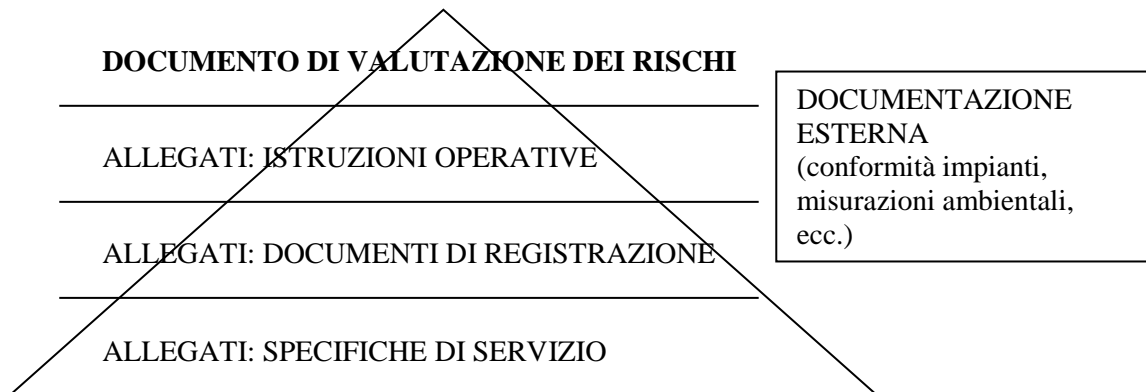 DOCUMENTO DI VALUTAZIONE DEI RISCHI
ALLEGATI: ISTRUZIONI OPERATIVE
ALLEGATI: DOCUMENTI DI REGISTRAZIONE
ALLEGATI: SPECIFICHE DI SERVIZIO
DOCUMENTAZIONE
ESTERNA
(conformità impianti,
misurazioni ambientali,
ecc.)